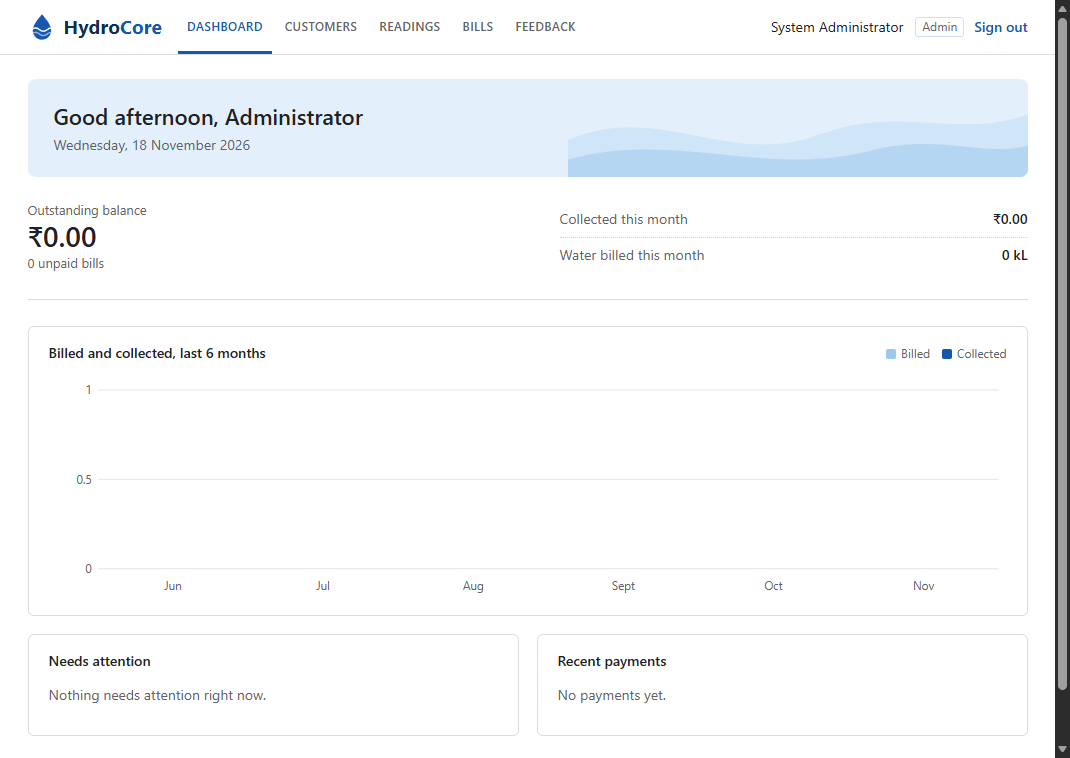 HydroCore DASHBOARD CUSTOMERS READINGS BILLS FEEDBACK System Administrator Admin Sign out
Good afternoon, Administrator
Wednesday, 18 November 2026
Outstanding balance
₹0.00
0 unpaid bills
Collected this month ₹0.00
Water billed this month 0 kL
Billed and collected, last 6 months Billed Collected
1
0.5
0
Jun Jul Aug Sept Oct Nov
Needs attention
Nothing needs attention right now.
Recent payments
No payments yet.